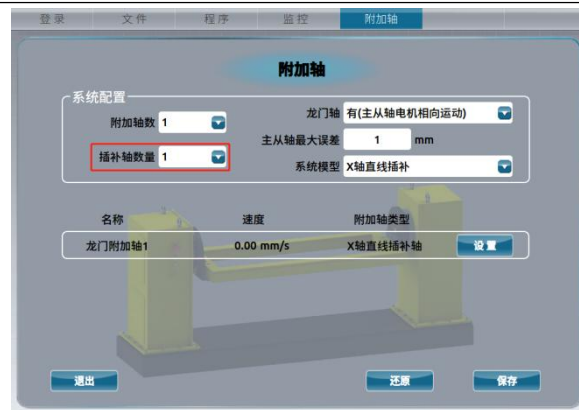 登录 文件 程序 监控 附加轴
附加轴
系统配置
附加轴数 1 龙门轴 有(主从轴电机相向运动)
主从轴最大误差 1 mm
插补轴数量 1
系统模型 X轴直线插补
名称 速度 附加轴类型
龙门附加轴1 0.00 mm/s X轴直线插补轴 设置
退出 还原 保存